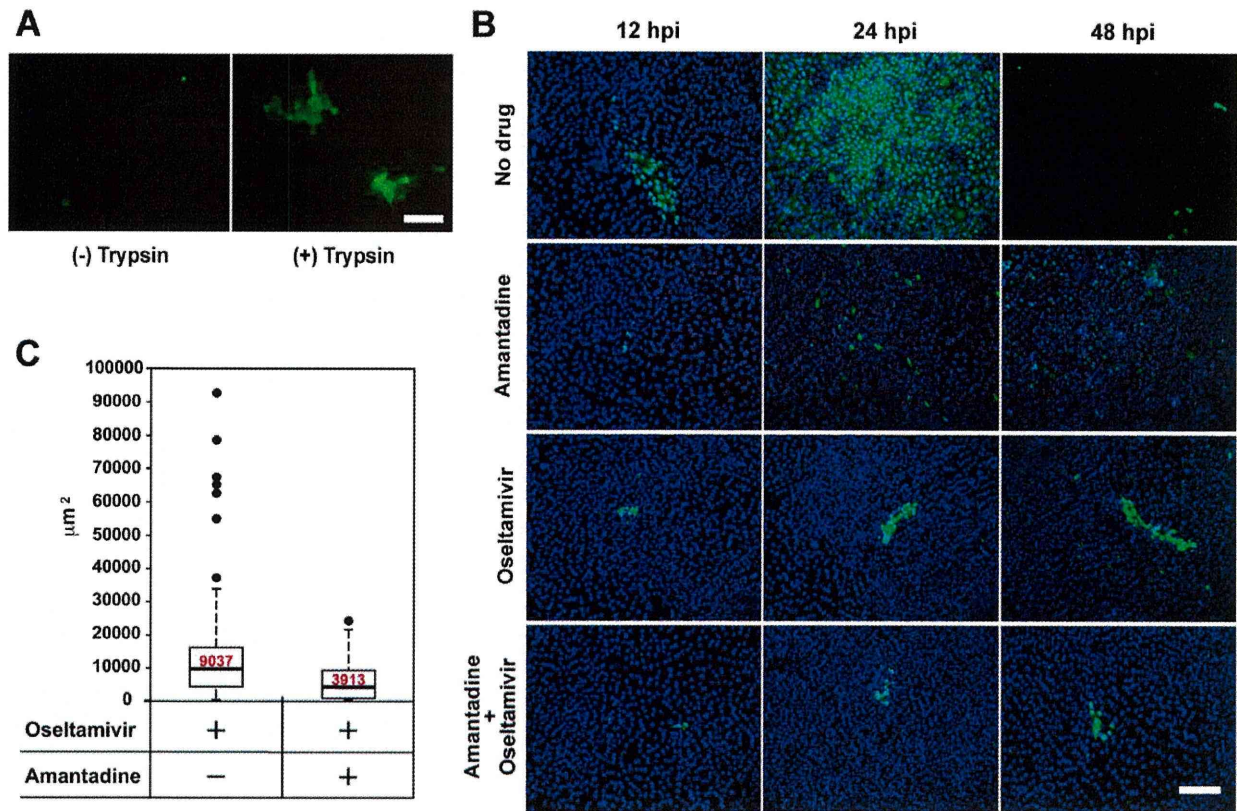 A
(-) Trypsin
(+) Trypsin
B
12 hpi
24 hpi
48 hpi
No drug
Amantadine
Oseltamivir
Amantadine
+
Oseltamivir
C
100000
90000
80000
70000
60000
50000
40000
30000
20000
10000
0
μm²
9037
3913
Oseltamivir + +
Amantadine − +